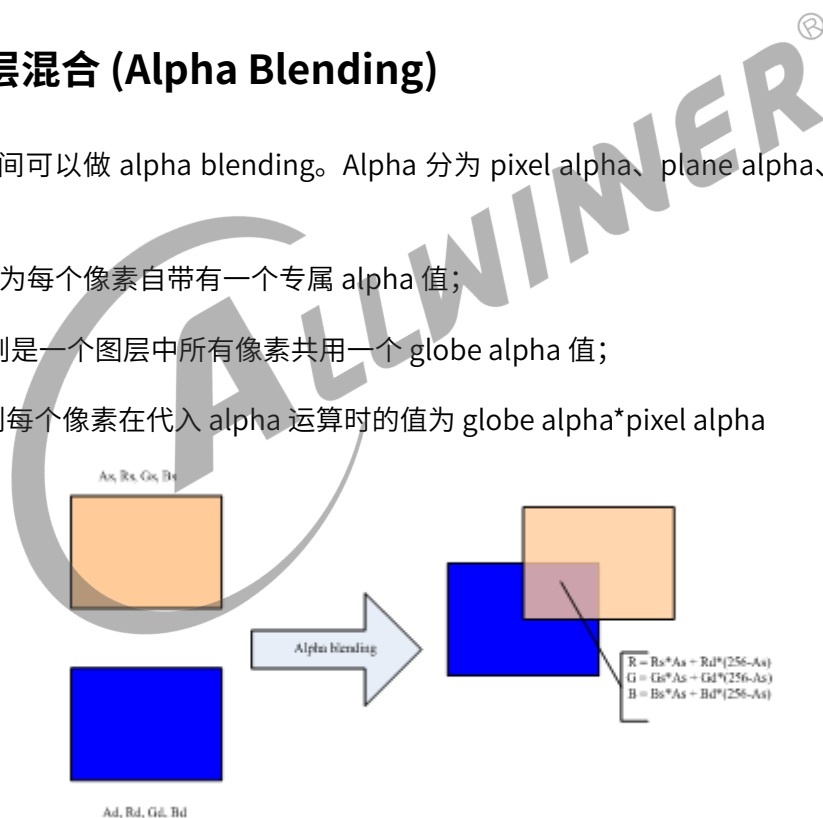 层混合 (Alpha Blending)
间可以做 alpha blending。Alpha 分为 pixel alpha、plane alpha、
为每个像素自带有一个专属 alpha 值；
则是一个图层中所有像素共用一个 globe alpha 值；
则每个像素在代入 alpha 运算时的值为 globe alpha*pixel alpha
ALLWINNER®
As, Rs, Gs, Bs
Alpha blending
R = Rs*As + Rd*(256-As)
G = Gs*As + Gd*(256-As)
B = Bs*As + Bd*(256-As)
Ad, Rd, Gd, Bd